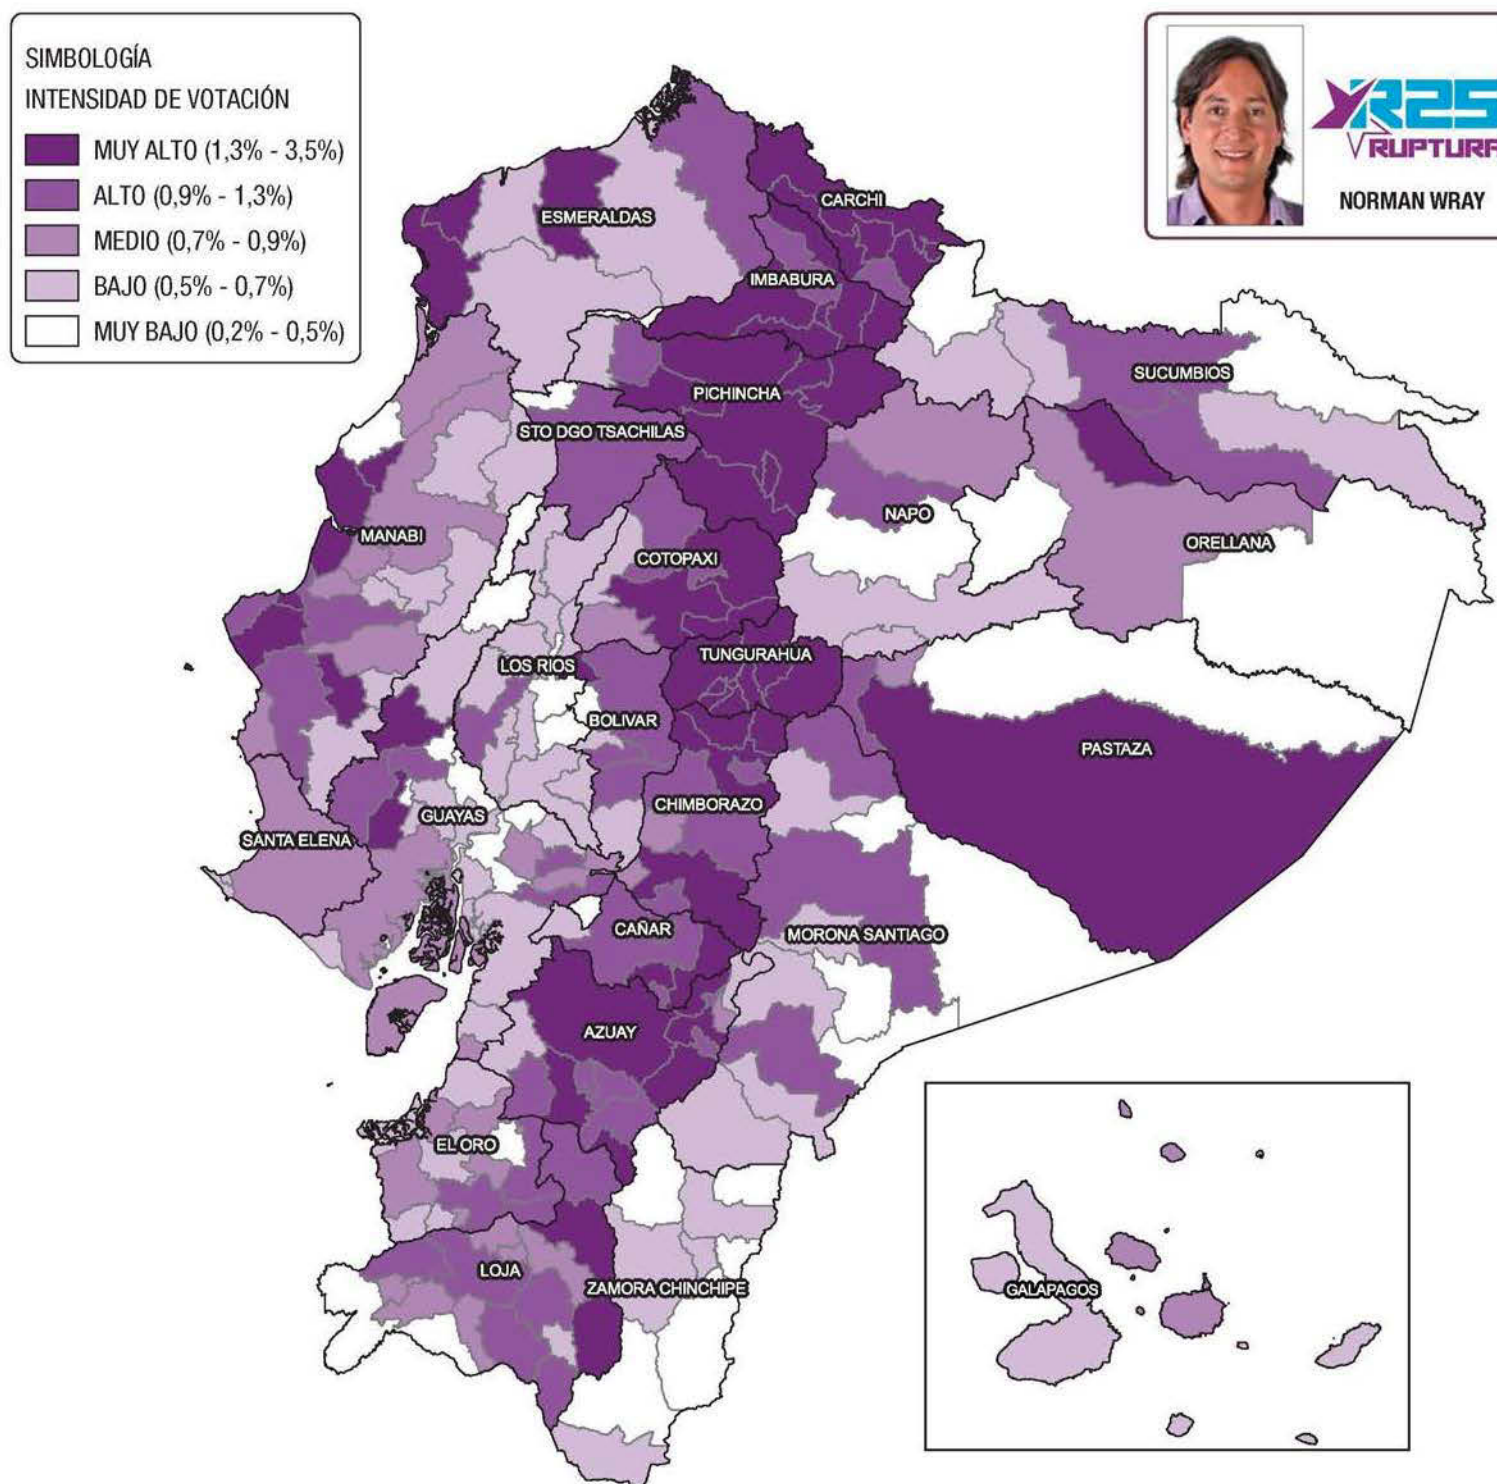 SIMBOLOGÍA
INTENSIDAD DE VOTACIÓN
MUY ALTO (1,3% - 3,5%)
ALTO (0,9% - 1,3%)
MEDIO (0,7% - 0,9%)
BAJO (0,5% - 0,7%)
MUY BAJO (0,2% - 0,5%)
R25
RUPTURA
NORMAN WRAY
CARCHI
ESMERALDAS
IMBABURA
SUCUMBIOS
PICHINCHA
STO DGO TSACHILAS
NAPO
MANABI
ORELLANA
COTOPAXI
TUNGURAHUA
LOS RIOS
BOLIVAR
PASTAZA
CHIMBORAZO
GUAYAS
SANTA ELENA
CAÑAR
MORONA SANTIAGO
AZUAY
EL ORO
LOJA
ZAMORA CHINCHIPE
GALAPAGOS